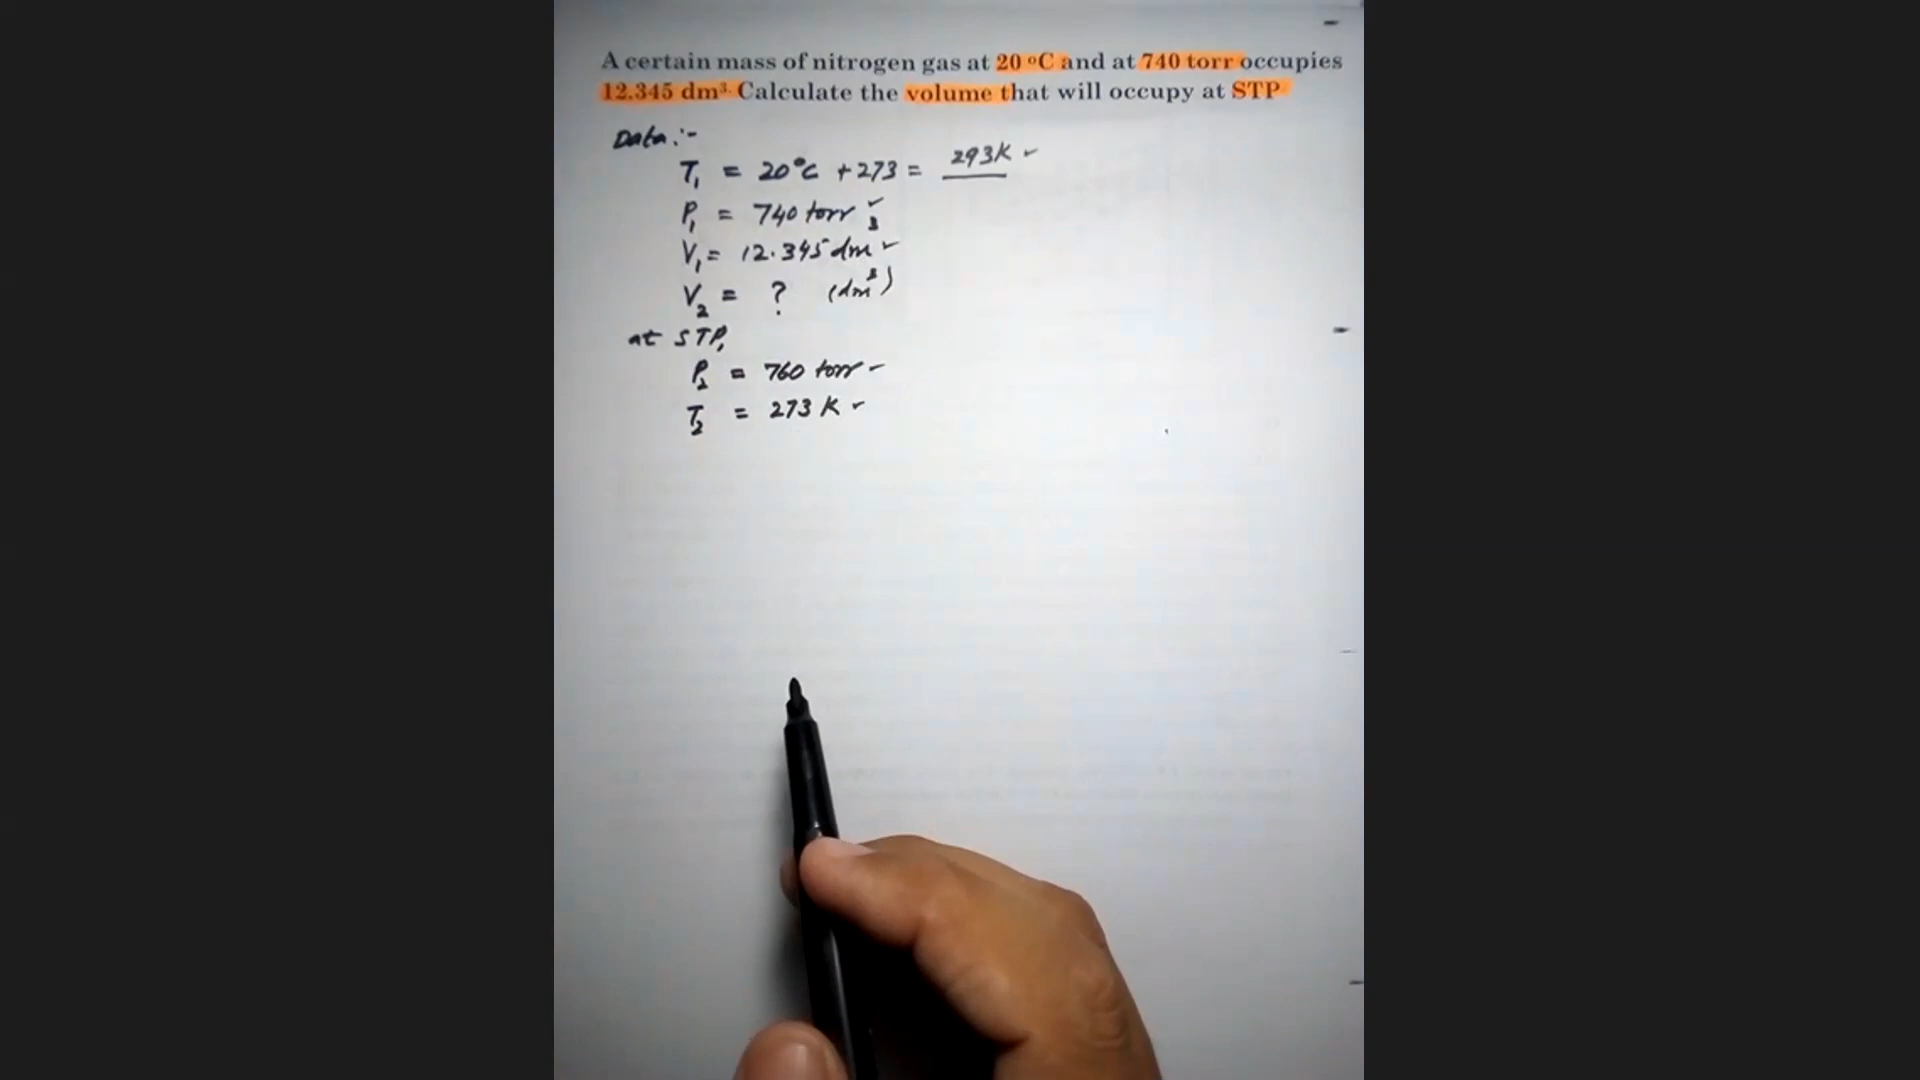 A certain mass of nitrogen gas at 20 °C and at 740 torr occupies
12.345 dm³. Calculate the volume that will occupy at STP
Data :-
T₁ = 20°C + 273 = 293K
P₁ = 740 torr
V₁ = 12.345 dm³
V₂ = ? (dm³)
at STP,
P₂ = 760 torr
T₂ = 273 K